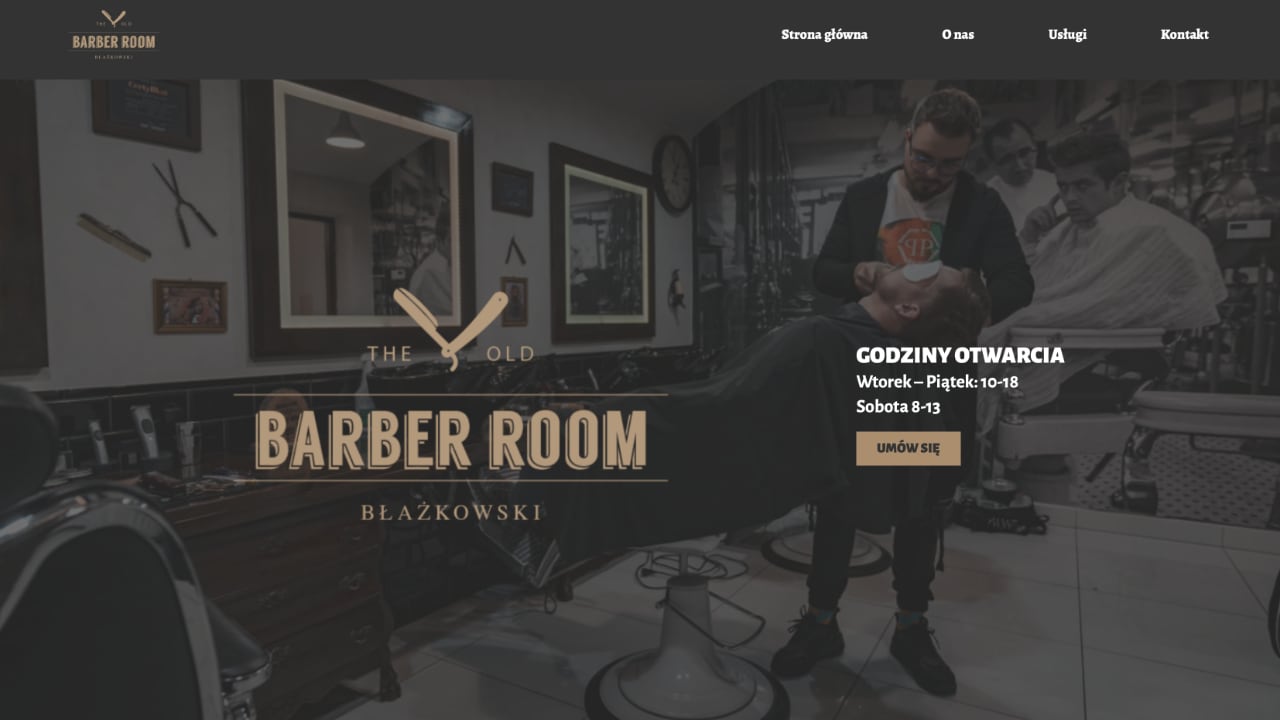 THE OLD
BARBER ROOM
BŁAŻKOWSKI
Strona główna
O nas
Usługi
Kontakt
THE OLD
BARBER ROOM
BŁAŻKOWSKI
GODZINY OTWARCIA
Wtorek – Piątek: 10-18
Sobota 8-13
UMÓW SIĘ